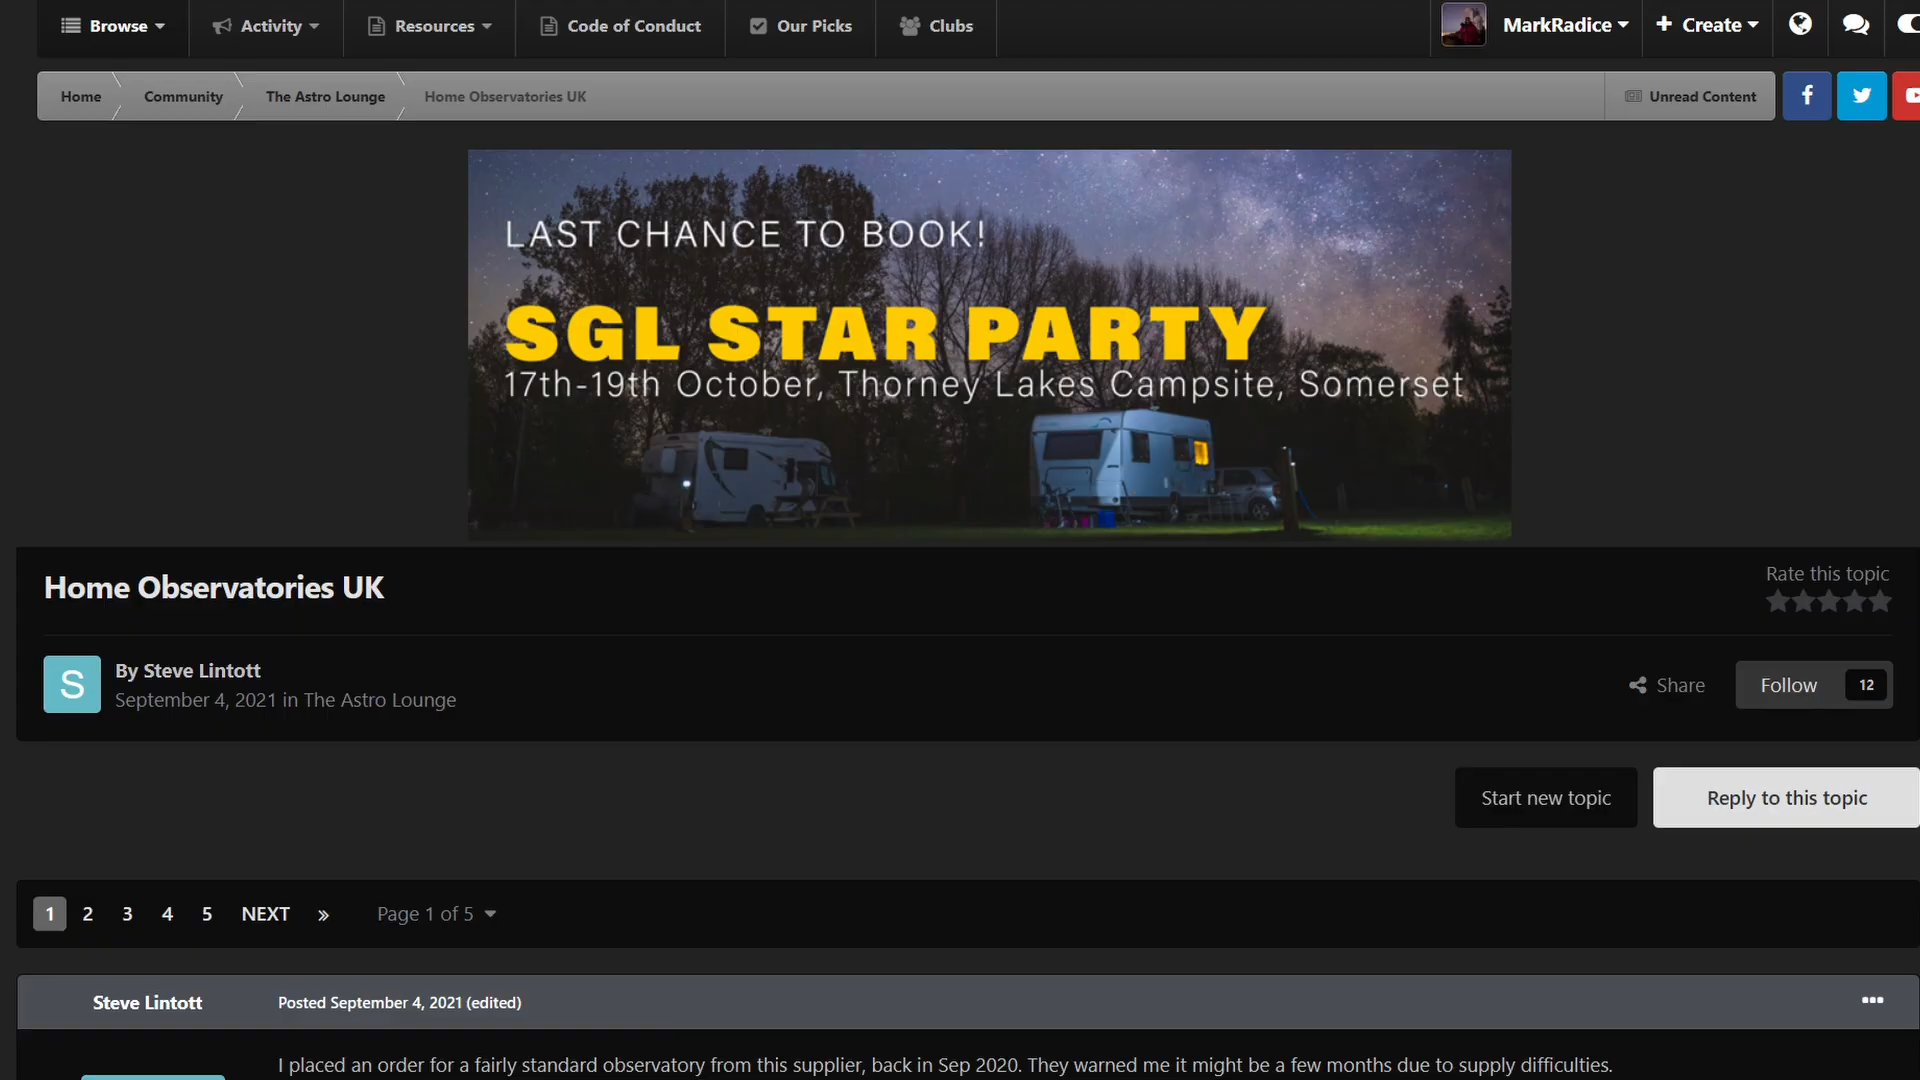 Browse Activity Resources Code of Conduct Our Picks Clubs MarkRadice + Create
Home Community The Astro Lounge Home Observatories UK Unread Content
LAST CHANCE TO BOOK!
SGL STAR PARTY
17th-19th October, Thorney Lakes Campsite, Somerset
Home Observatories UK
Rate this topic
S
By Steve Lintott
September 4, 2021 in The Astro Lounge
Share Follow 12
Start new topic Reply to this topic
1 2 3 4 5 NEXT » Page 1 of 5
Steve Lintott Posted September 4, 2021 (edited)
I placed an order for a fairly standard observatory from this supplier, back in Sep 2020. They warned me it might be a few months due to supply difficulties.